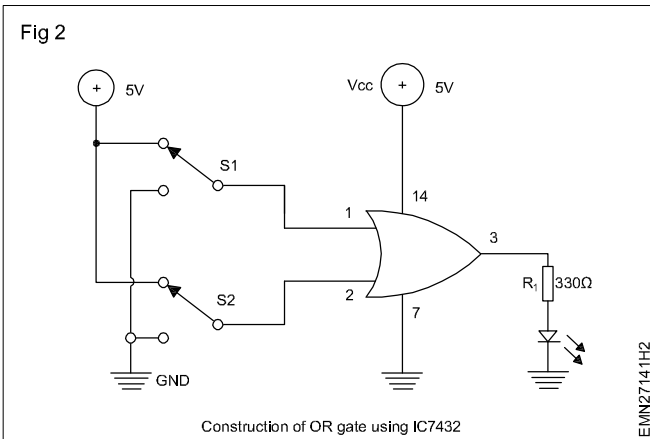 Fig 2
+ 5V
Vcc + 5V
S1
14
1
3
2
S2
R1 330Ω
7
GND
Construction of OR gate using IC7432
EMN27141H2